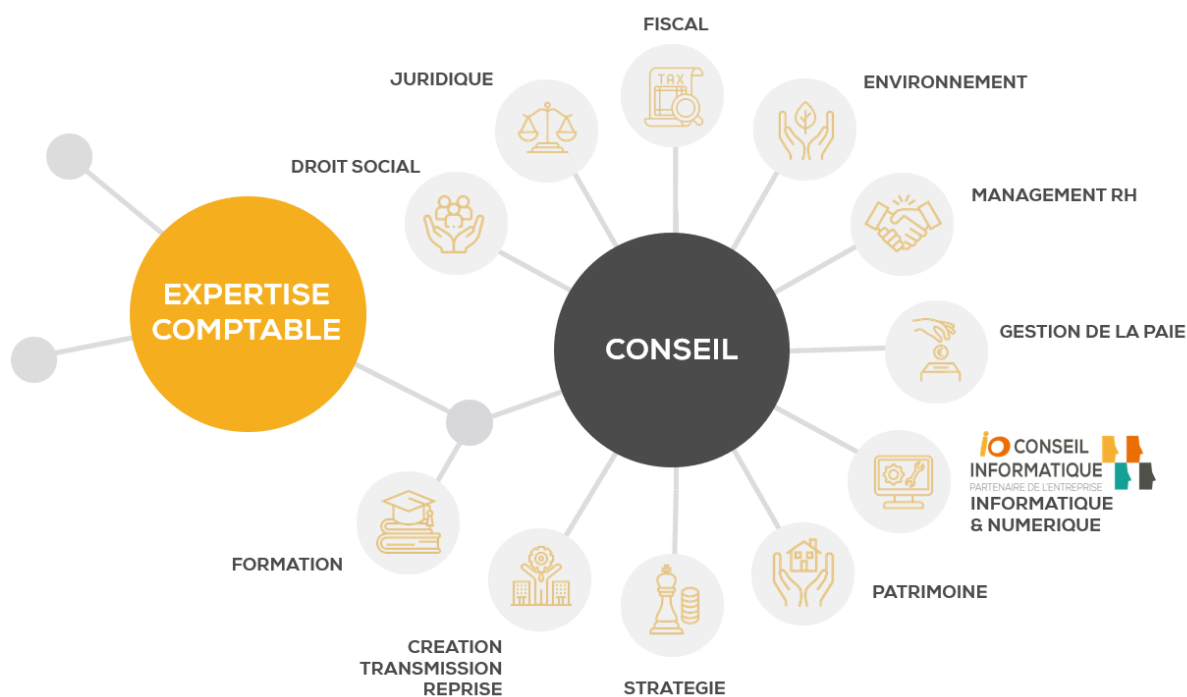 FISCAL
JURIDIQUE
ENVIRONNEMENT
TAX
DROIT SOCIAL
MANAGEMENT RH
EXPERTISE
COMPTABLE
CONSEIL
GESTION DE LA PAIE
€
io CONSEIL
INFORMATIQUE
PARTENAIRE DE L'ENTREPRISE
INFORMATIQUE
& NUMERIQUE
FORMATION
PATRIMOINE
CREATION
TRANSMISSION
REPRISE
STRATEGIE